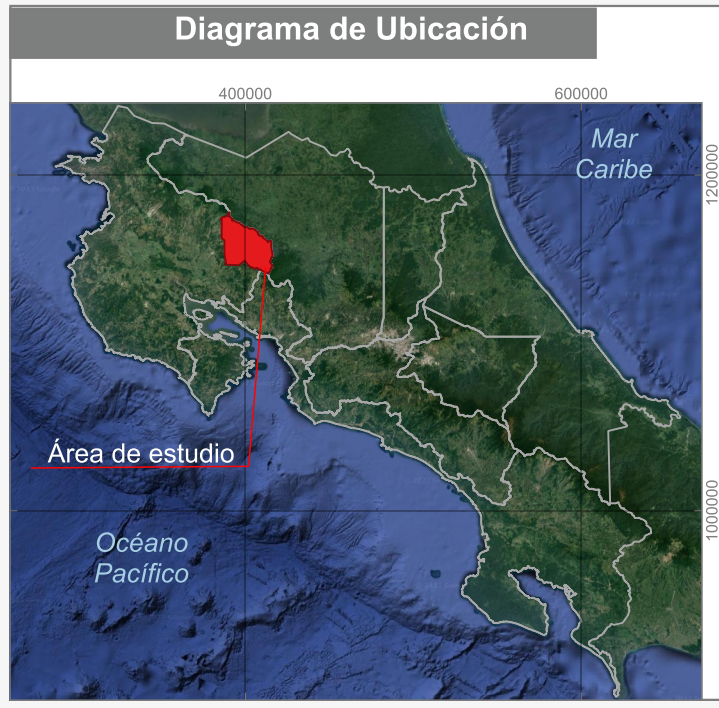 Diagrama de Ubicación
400000
600000
Mar
Caribe
1200000
Área de estudio
1000000
Océano
Pacífico